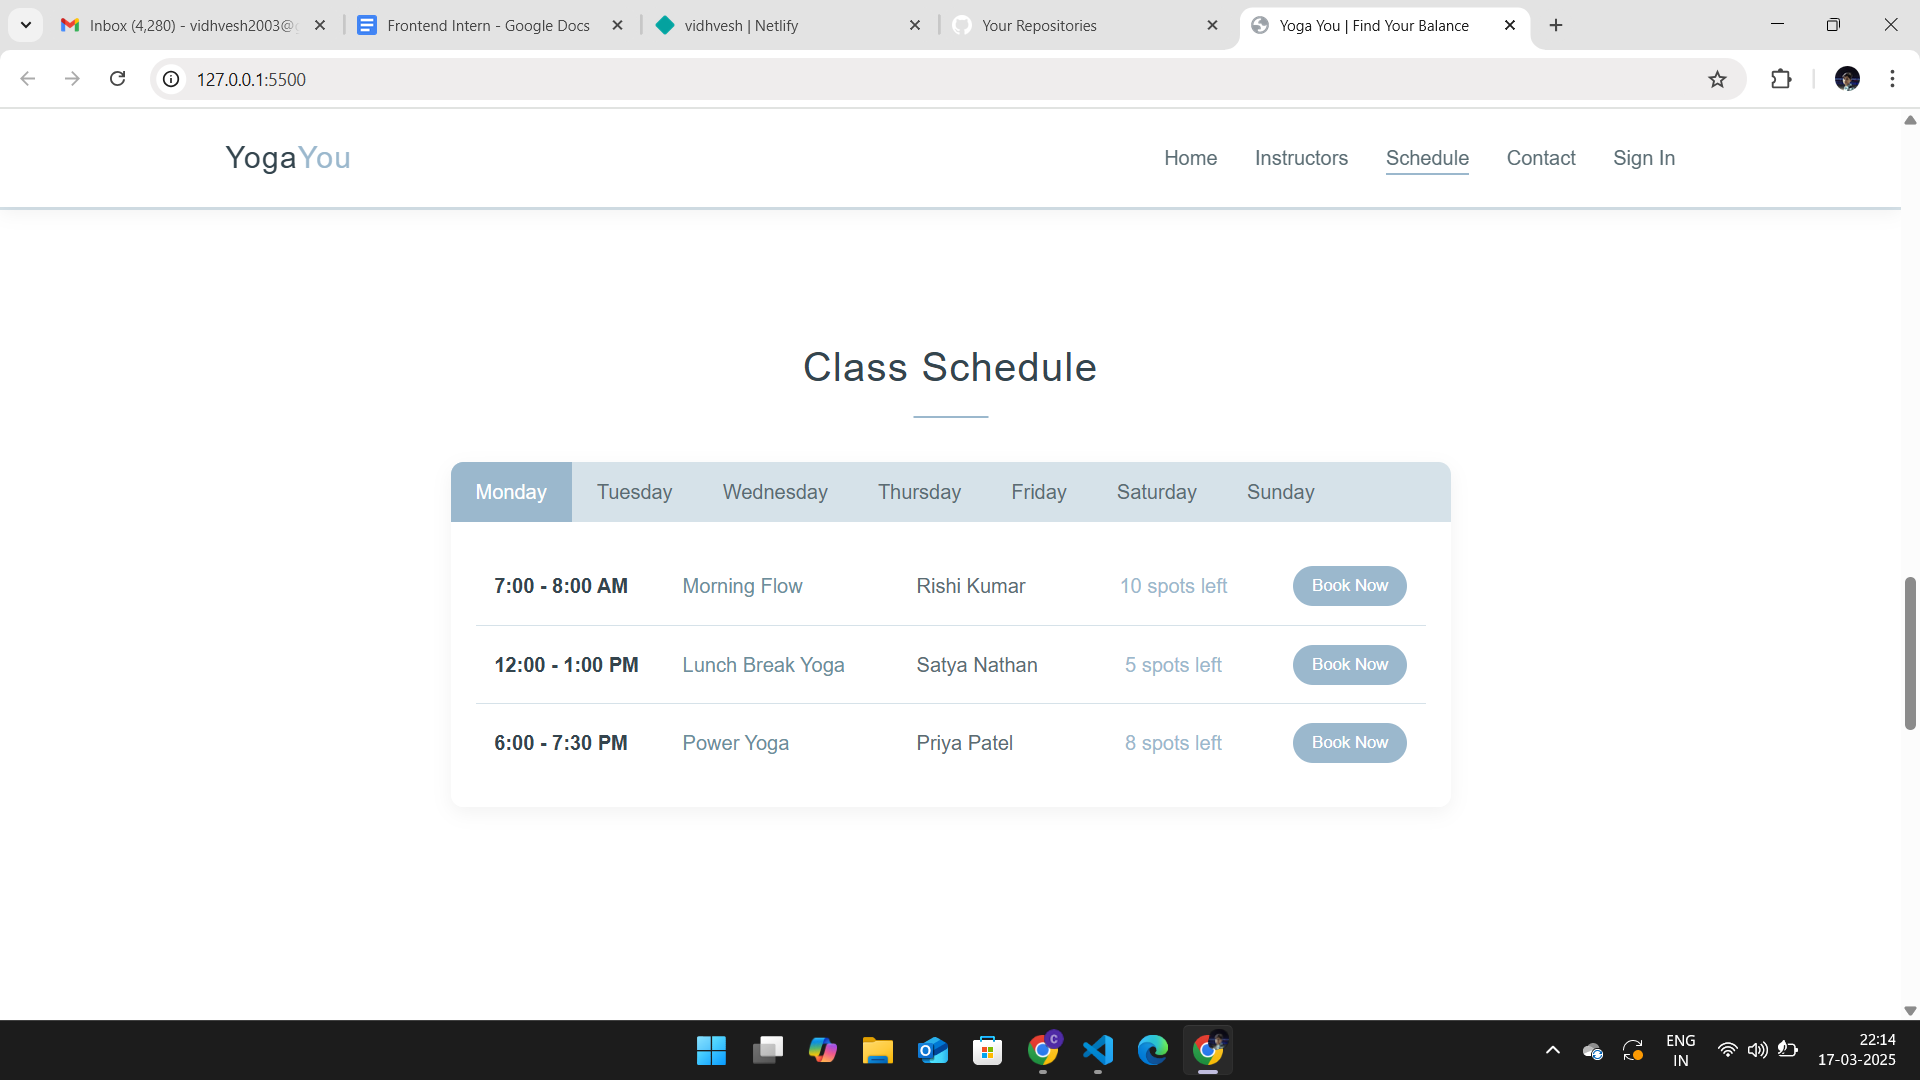 Inbox (4,280) - vidhvesh2003@
Frontend Intern - Google Docs
vidhvesh | Netlify
Your Repositories
Yoga You | Find Your Balance
127.0.0.1:5500
YogaYou
Home Instructors Schedule Contact Sign In
Class Schedule
Monday Tuesday Wednesday Thursday Friday Saturday Sunday
7:00 - 8:00 AM Morning Flow Rishi Kumar 10 spots left Book Now
12:00 - 1:00 PM Lunch Break Yoga Satya Nathan 5 spots left Book Now
6:00 - 7:30 PM Power Yoga Priya Patel 8 spots left Book Now
C
ENG
IN
22:14
17-03-2025